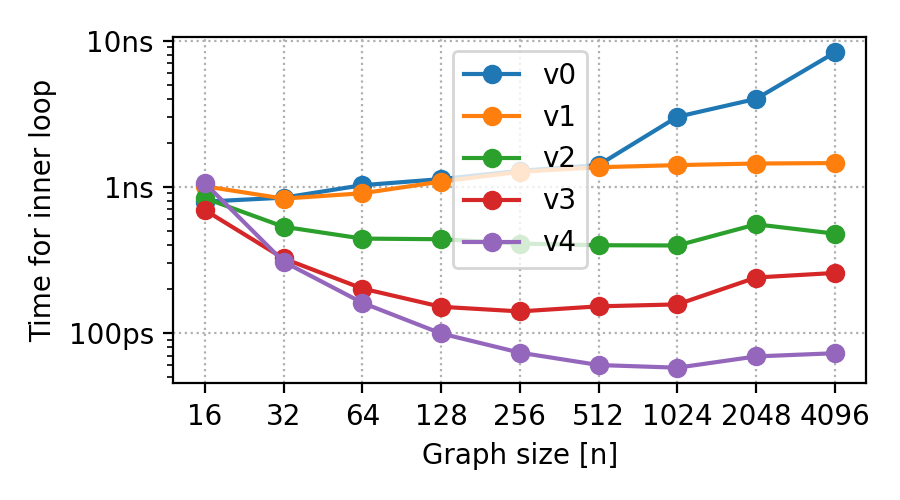 10ns
1ns
100ps
Time for inner loop
v0
v1
v2
v3
v4
16 32 64 128 256 512 1024 2048 4096
Graph size [n]